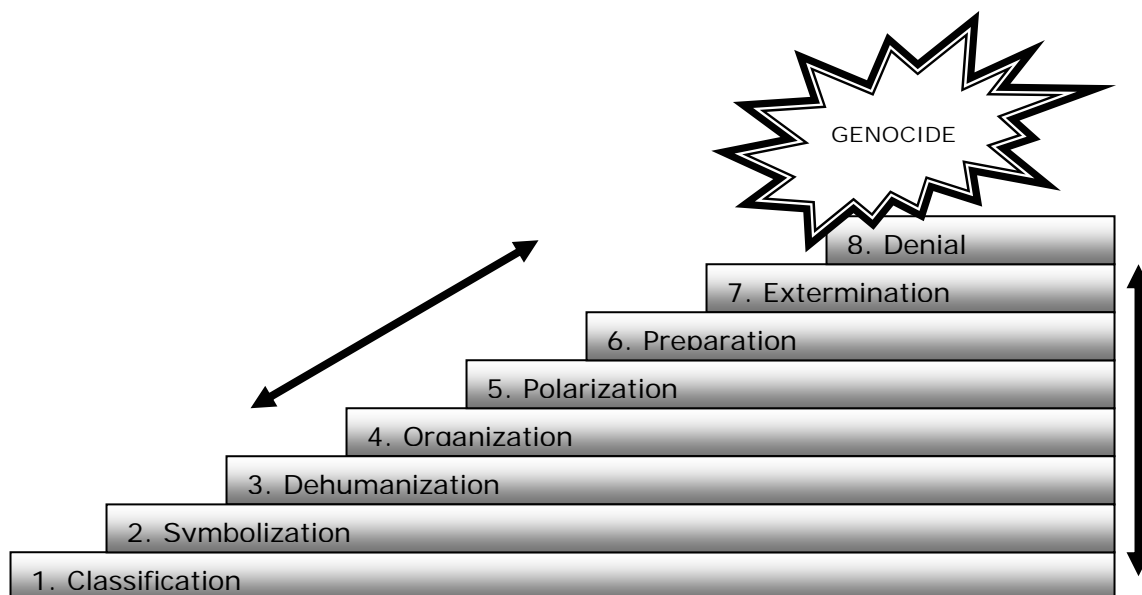 GENOCIDE
8. Denial
7. Extermination
6. Preparation
5. Polarization
4. Organization
3. Dehumanization
2. Symbolization
1. Classification